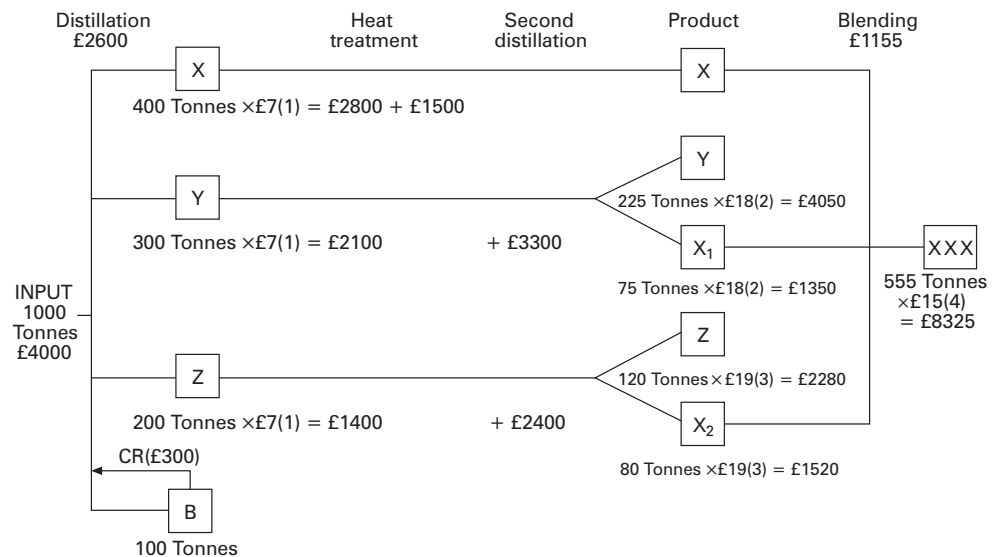 Distillation
£2600
Heat
treatment
Second
distillation
Product
Blending
£1155
X
X
400 Tonnes ×£7(1) = £2800 + £1500
Y
225 Tonnes ×£18(2) = £4050
Y
300 Tonnes ×£7(1) = £2100
+ £3300
X₁
75 Tonnes ×£18(2) = £1350
XXX
555 Tonnes
×£15(4)
= £8325
INPUT
1000
Tonnes
£4000
Z
120 Tonnes ×£19(3) = £2280
Z
200 Tonnes ×£7(1) = £1400
+ £2400
X₂
80 Tonnes ×£19(3) = £1520
CR(£300)
B
100 Tonnes